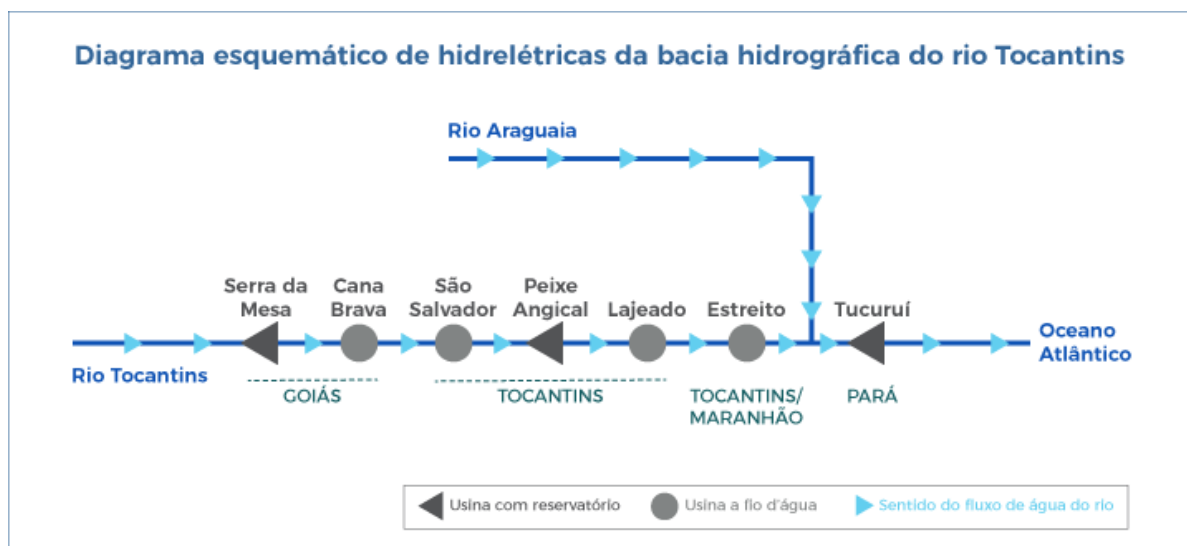 Diagrama esquemático de hidrelétricas da bacia hidrográfica do rio Tocantins
Rio Araguaia
Serra da
Mesa
Cana
Brava
São
Salvador
Peixe
Angical
Lajeado
Estreito
Tucuruí
Rio Tocantins
Oceano
Atlântico
GOIÁS
TOCANTINS
TOCANTINS/
MARANHÃO
PARÁ
Usina com reservatório
Usina a fio d'água
Sentido do fluxo de água do rio